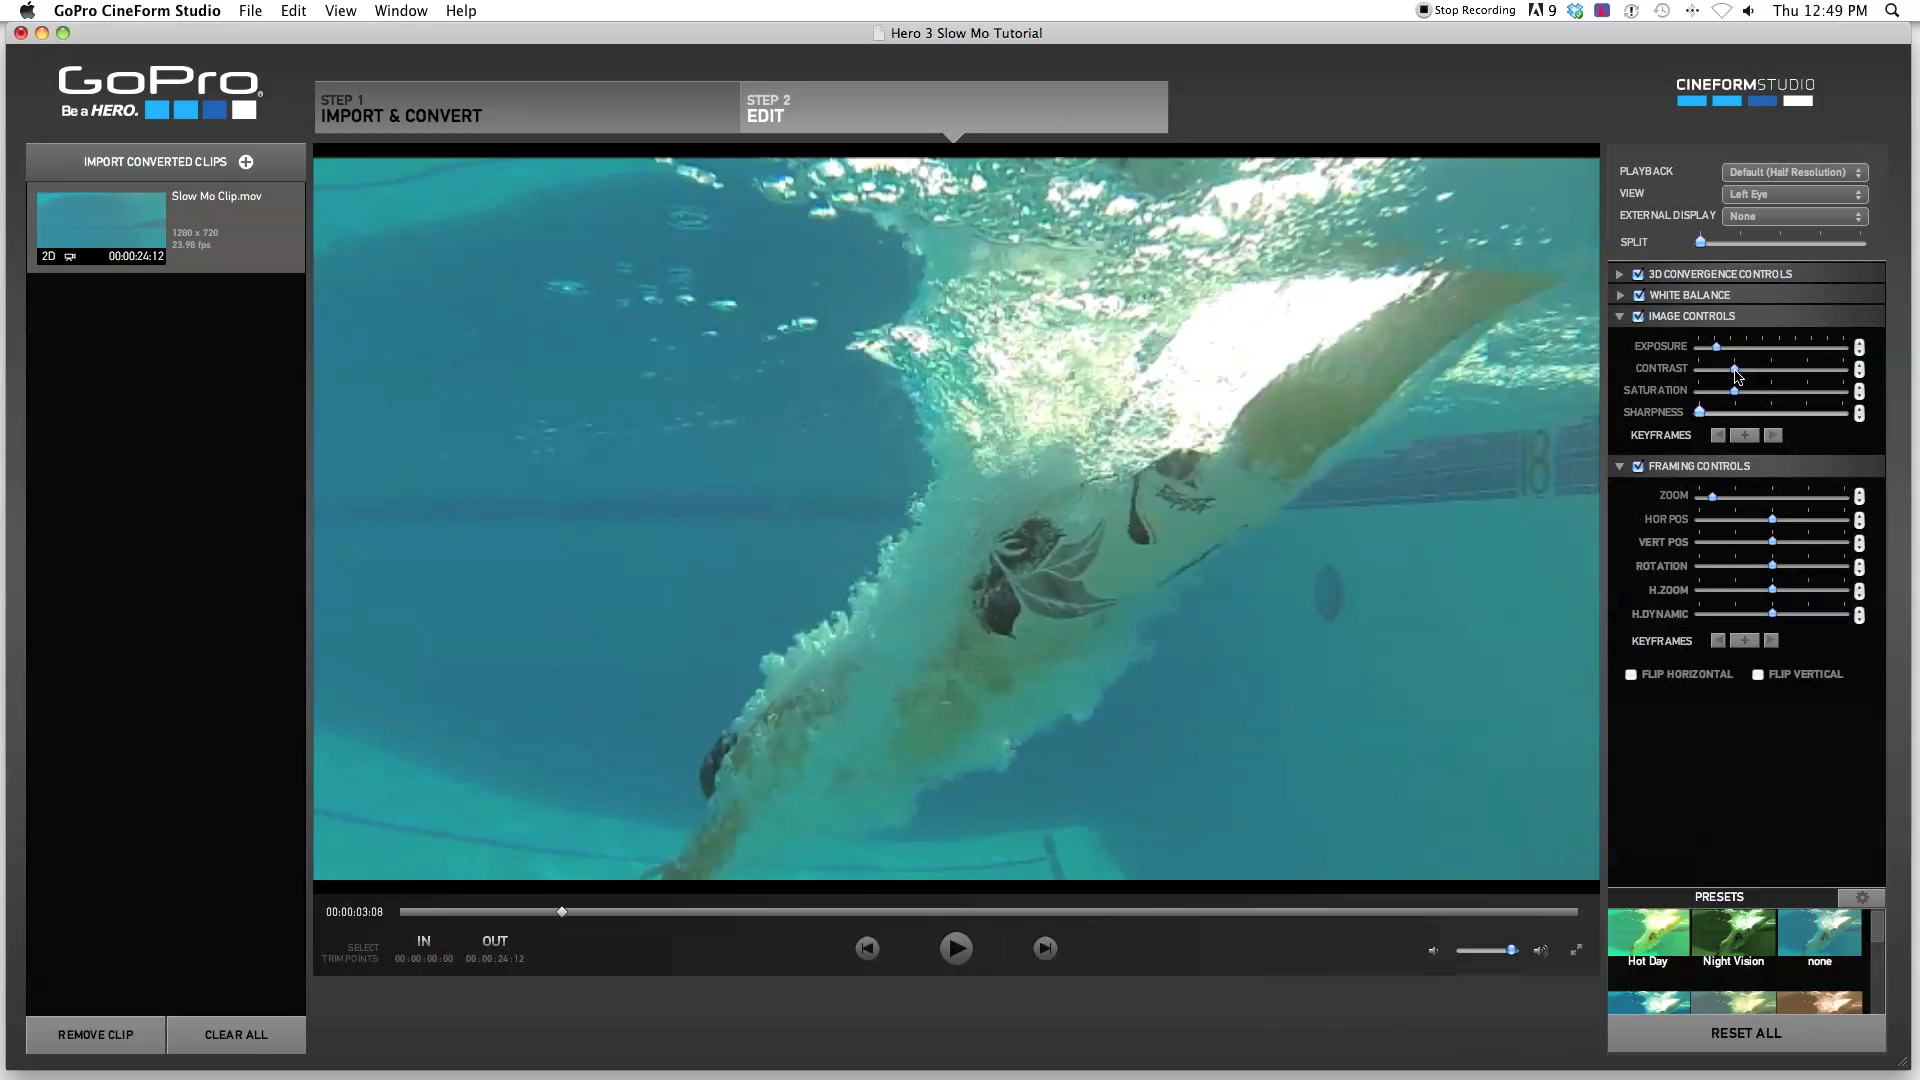 GoPro CineForm Studio File Edit View Window Help
Stop Recording 9 Thu 12:49 PM
Hero 3 Slow Mo Tutorial
GoPro
Be a HERO.
STEP 1
IMPORT & CONVERT
STEP 2
EDIT
CINEFORMSTUDIO
IMPORT CONVERTED CLIPS
Slow Mo Clip.mov
1280 x 720
23.98 fps
2D 00:00:24:12
18
PLAYBACK Default (Half Resolution)
VIEW Left Eye
EXTERNAL DISPLAY None
SPLIT
3D CONVERGENCE CONTROLS
WHITE BALANCE
IMAGE CONTROLS
EXPOSURE
CONTRAST
SATURATION
SHARPNESS
KEYFRAMES
FRAMING CONTROLS
ZOOM
HOR POS
VERT POS
ROTATION
H.ZOOM
H.DYNAMIC
KEYFRAMES
FLIP HORIZONTAL FLIP VERTICAL
00:00:03:08
SELECT
TRIM POINTS:
IN
00:00:00:00
OUT
00:00:24:12
PRESETS
Hot Day Night Vision none
REMOVE CLIP CLEAR ALL
RESET ALL